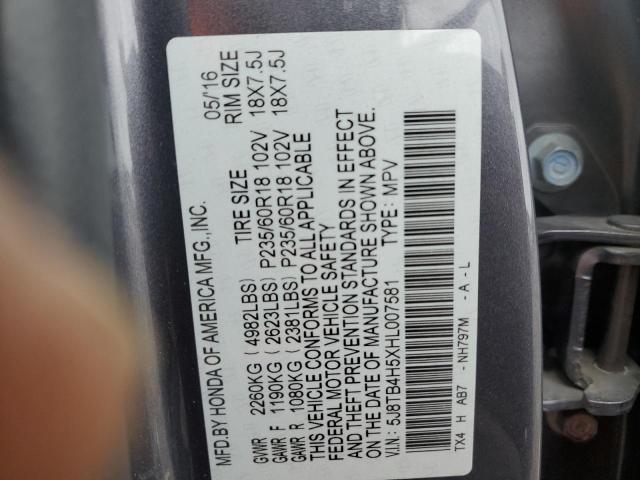 MFD.BY HONDA OF AMERICA MFG.,INC. 05/'16
TIRE SIZE RIM SIZE
GVWR 2260KG (4982LBS)
GAWR F 1190KG (2623LBS) P235/60R18 102V 18X7.5J
GAWR R 1080KG (2381LBS) P235/60R18 102V 18X7.5J
THIS VEHICLE CONFORMS TO ALL APPLICABLE
FEDERAL MOTOR VEHICLE SAFETY
AND THEFT PREVENTION STANDARDS IN EFFECT
ON THE DATE OF MANUFACTURE SHOWN ABOVE.
V.I.N.: 5J8TB4H5XHL007581 TYPE: MPV
TX4 H AB7 - NH797M - A - L